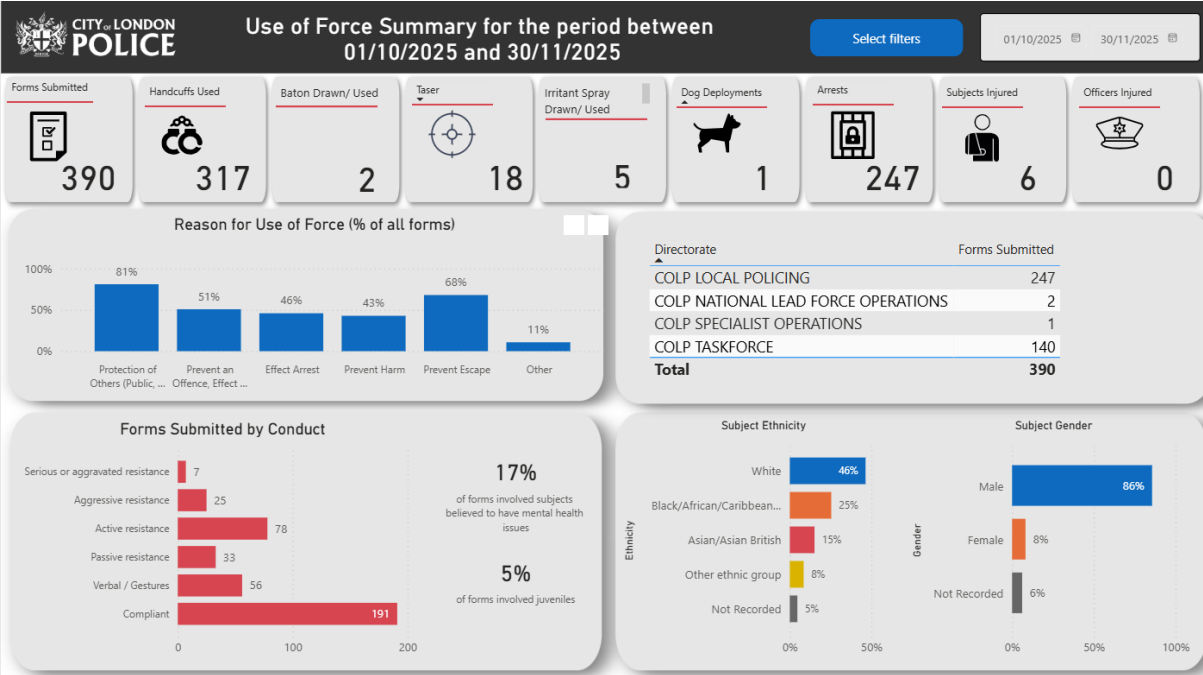 CITY OF LONDON
POLICE
Use of Force Summary for the period between
01/10/2025 and 30/11/2025
Select filters
01/10/2025
30/11/2025
Forms Submitted
390
Handcuffs Used
317
Baton Drawn/ Used
2
Taser
18
Irritant Spray
Drawn/ Used
5
Dog Deployments
1
Arrests
247
Subjects Injured
6
Officers Injured
0
Reason for Use of Force (% of all forms)
100%
50%
0%
81%
51%
46%
43%
68%
11%
Protection of
Others (Public, ...
Prevent an
Offence, Effect ...
Effect Arrest
Prevent Harm
Prevent Escape
Other
Directorate Forms Submitted
COLP LOCAL POLICING 247
COLP NATIONAL LEAD FORCE OPERATIONS 2
COLP SPECIALIST OPERATIONS 1
COLP TASKFORCE 140
Total 390
Forms Submitted by Conduct
Serious or aggravated resistance 7
Aggressive resistance 25
Active resistance 78
Passive resistance 33
Verbal / Gestures 56
Compliant 191
0 100 200
17%
of forms involved subjects
believed to have mental health
issues
5%
of forms involved juveniles
Subject Ethnicity
Ethnicity
White 46%
Black/African/Caribbean... 25%
Asian/Asian British 15%
Other ethnic group 8%
Not Recorded 5%
0% 50%
Subject Gender
Gender
Male 86%
Female 8%
Not Recorded 6%
0% 50% 100%